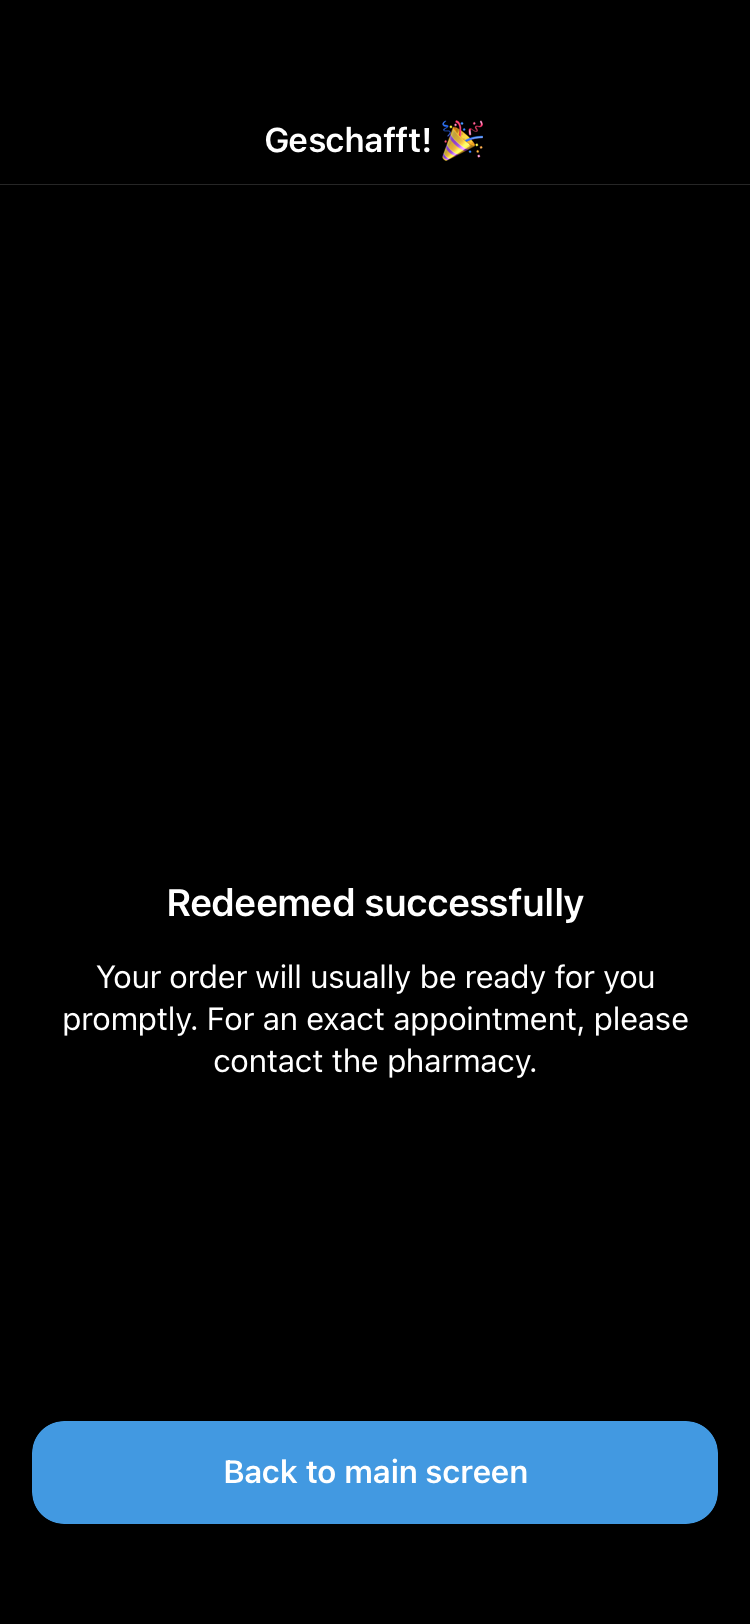 Geschafft! 🎉
Redeemed successfully
Your order will usually be ready for you
promptly. For an exact appointment, please
contact the pharmacy.
Back to main screen